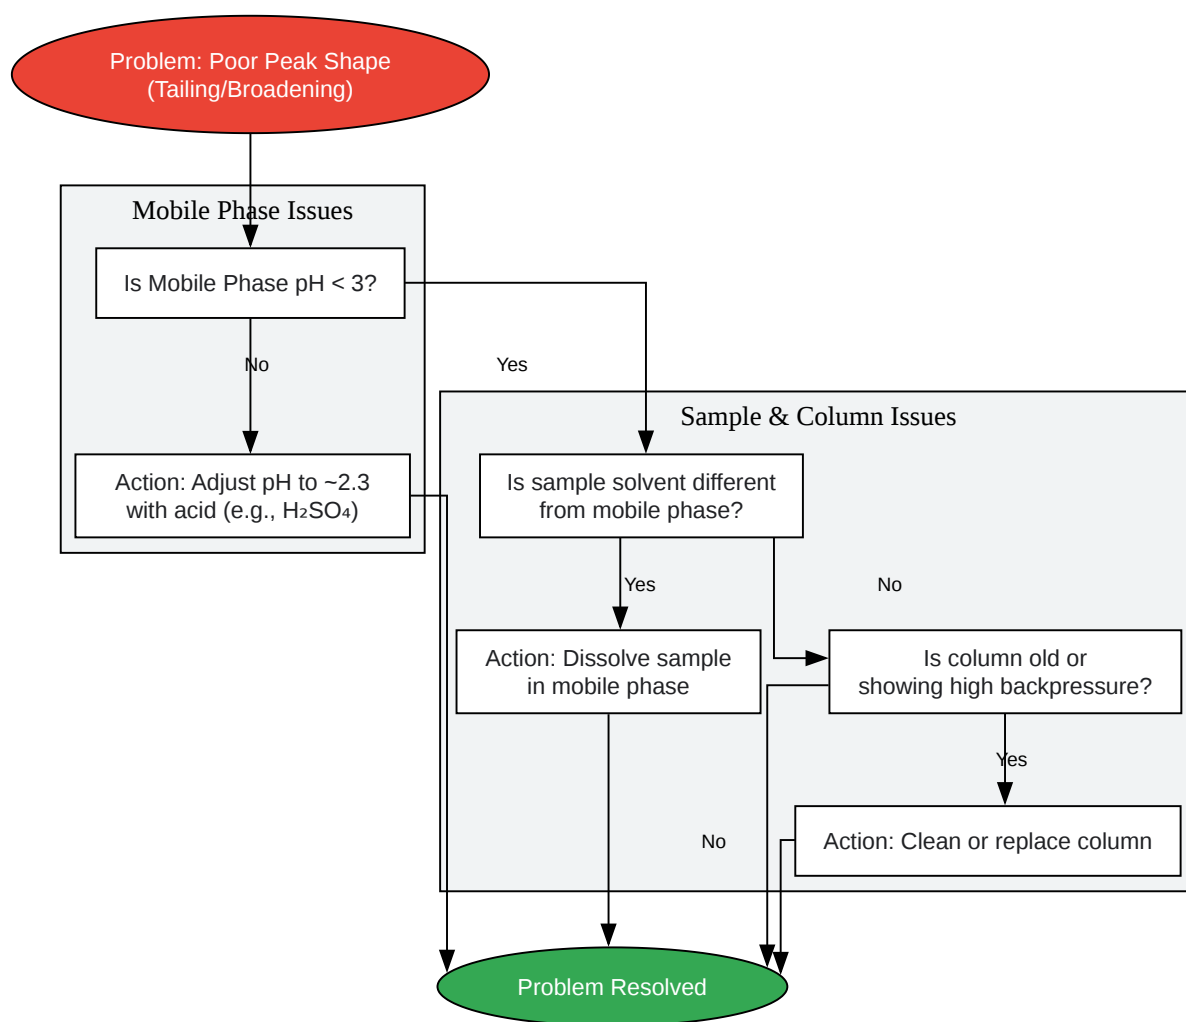 Problem: Poor Peak Shape
(Tailing/Broadening)
Mobile Phase Issues
Is Mobile Phase pH < 3?
No
Yes
Sample & Column Issues
Action: Adjust pH to ~2.3
with acid (e.g., H₂SO₄)
Is sample solvent different
from mobile phase?
Yes
No
Action: Dissolve sample
in mobile phase
Is column old or
showing high backpressure?
Yes
No
Action: Clean or replace column
Problem Resolved